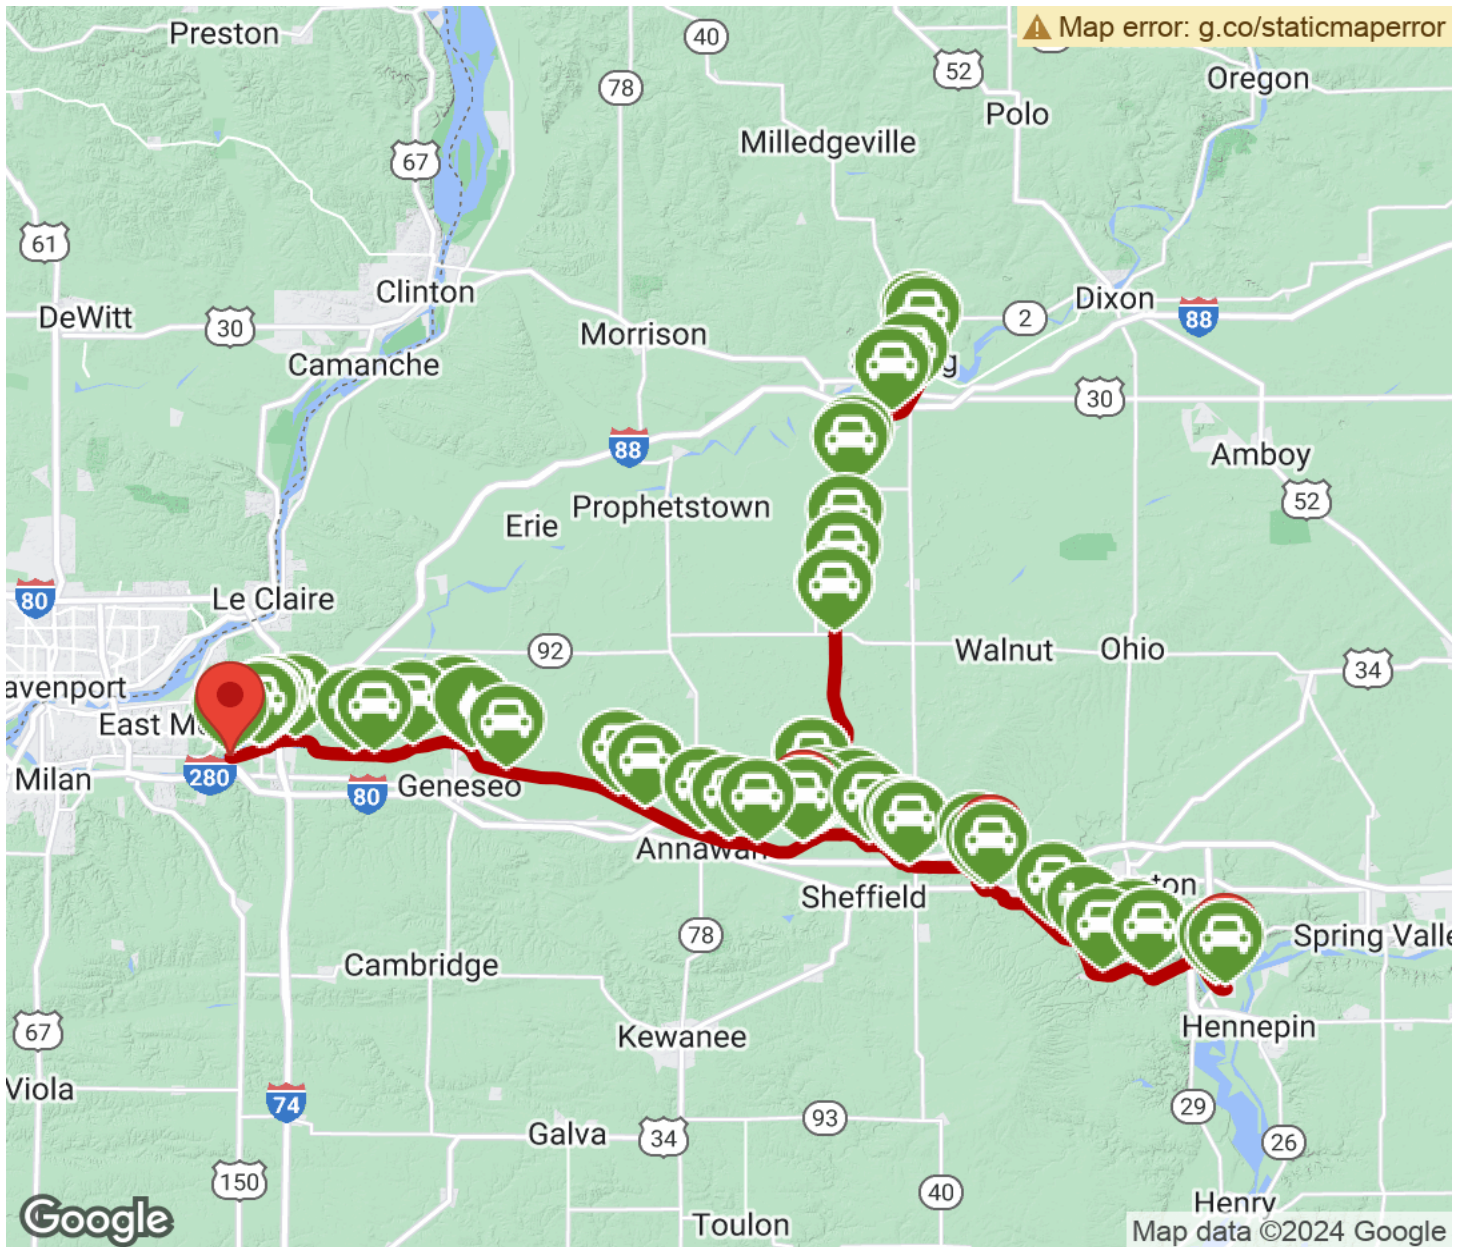 Preston
40
Map error: g.co/staticmaperror
52
Oregon
78
Polo
Milledgeville
67
61
Clinton
DeWitt
30
Dixon
2
88
Morrison
Camanche
g
30
88
Amboy
Prophetstown
52
Erie
80
Le Claire
92
Walnut
Ohio
34
avenport
East M
280
Milan
80
Geneseo
Annawan
Sheffield
ton
78
Spring Valle
Cambridge
67
Kewanee
Hennepin
Viola
74
29
93
Galva
34
26
150
40
Henry
Google
Toulon
Map data ©2024 Google